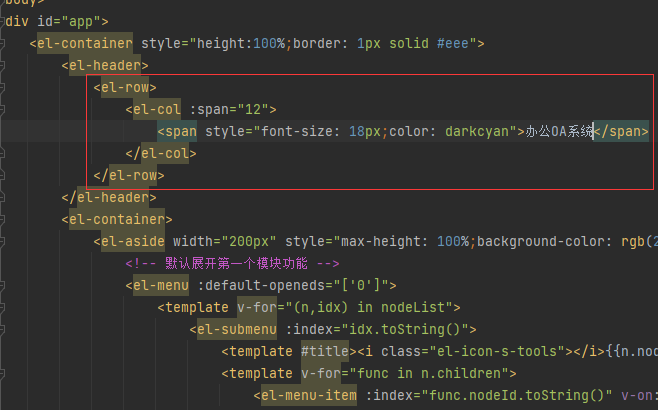 body>
div id="app">
<el-container style="height:100%;border: 1px solid #eee">
<el-header>
<el-row>
<el-col :span="12">
<span style="font-size: 18px;color: darkcyan">办公OA系统</span>
</el-col>
</el-row>
</el-header>
<el-container>
<el-aside width="200px" style="max-height: 100%;background-color: rgb(2
<!-- 默认展开第一个模块功能 -->
<el-menu :default-openeds="['0']">
<template v-for="(n,idx) in nodeList">
<el-submenu :index="idx.toString()">
<template #title><i class="el-icon-s-tools"></i>{{n.nod
<template v-for="func in n.children">
<el-menu-item :index="func.nodeId.toString()" v-on: